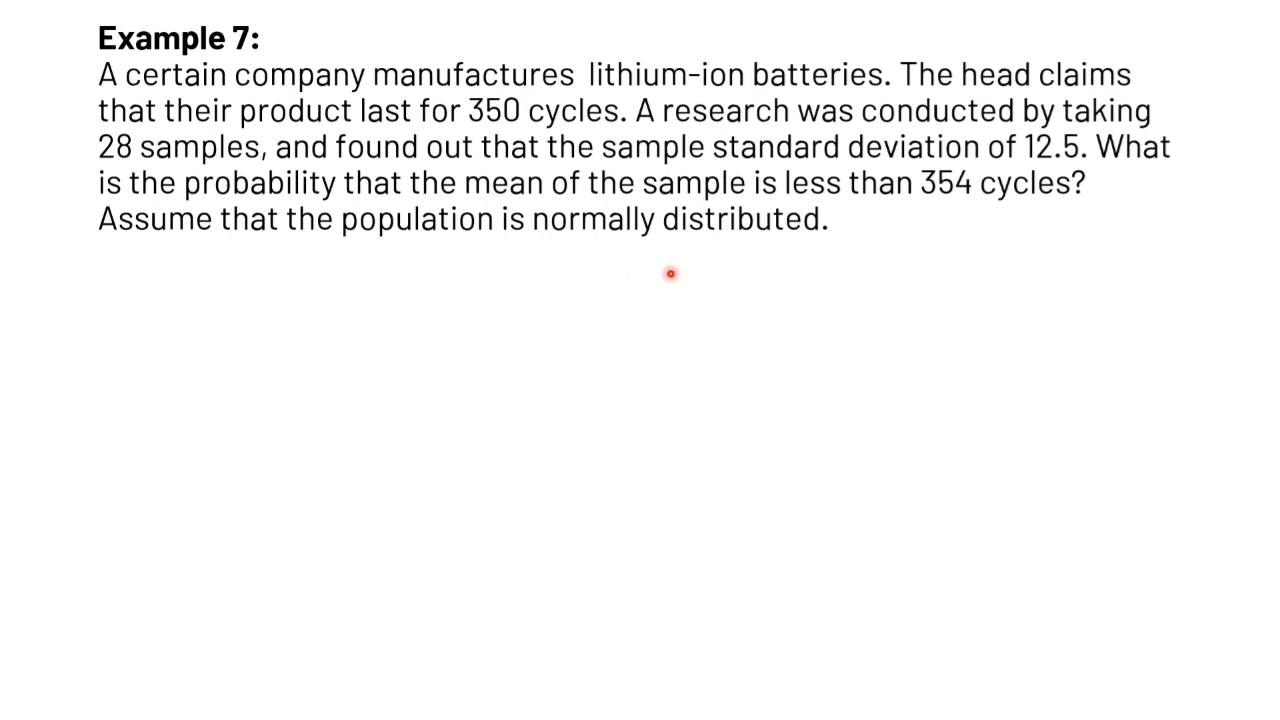 Example 7:
A certain company manufactures  lithium-ion batteries. The head claims
that their product last for 350 cycles. A research was conducted by taking
28 samples, and found out that the sample standard deviation of 12.5. What
is the probability that the mean of the sample is less than 354 cycles?
Assume that the population is normally distributed.